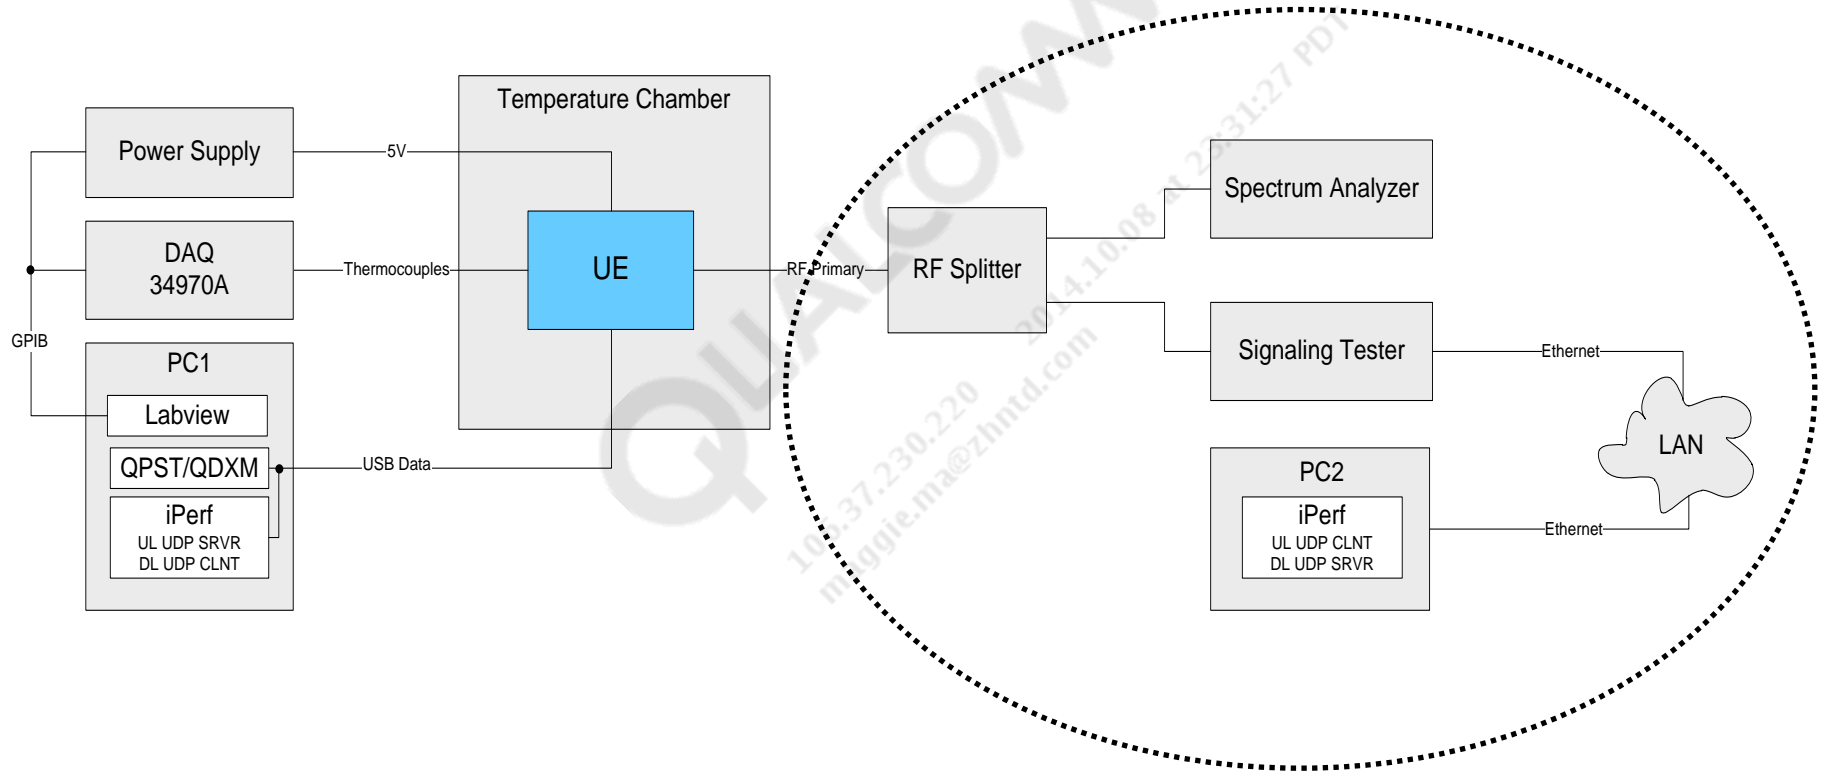 Temperature Chamber
Power Supply
5V
DAQ
34970A
Thermocouples
UE
RF Primary
RF Splitter
Spectrum Analyzer
Signaling Tester
Ethernet
LAN
GPIB
PC1
Labview
QPST/QDXM
USB Data
iPerf
UL UDP SRVR
DL UDP CLNT
PC2
iPerf
UL UDP CLNT
DL UDP SRVR
Ethernet
QUALCOMM
2014.10.08 at 23:31:27 PDT
maggie.ma@zhntd.com